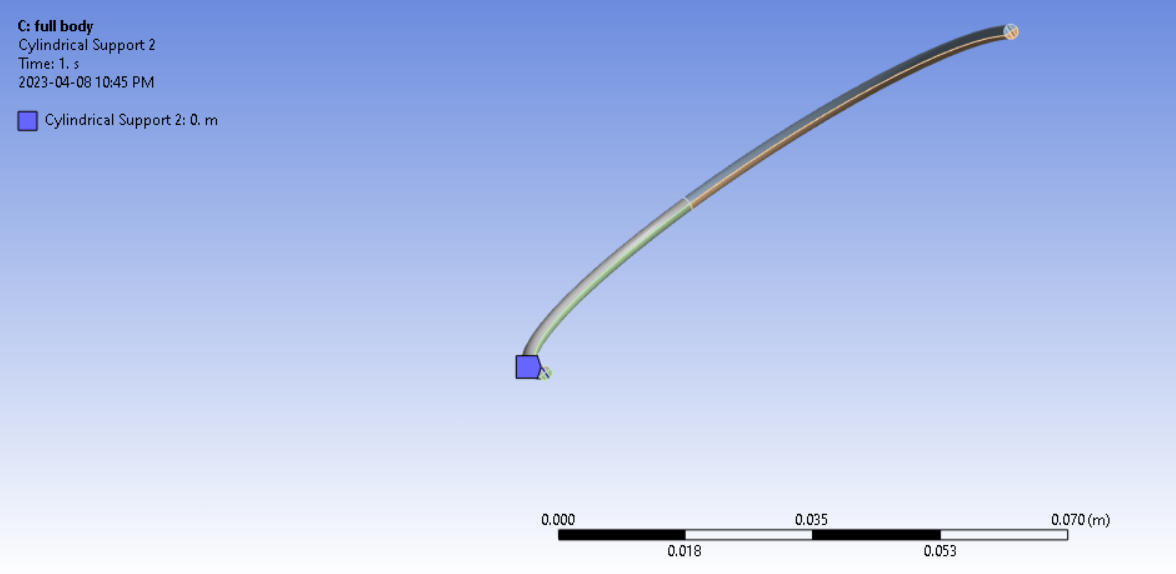 C: full body
Cylindrical Support 2
Time: 1. s
2023-04-08 10:45 PM
Cylindrical Support 2: 0. m
0.000 0.035 0.070 (m)
0.018 0.053